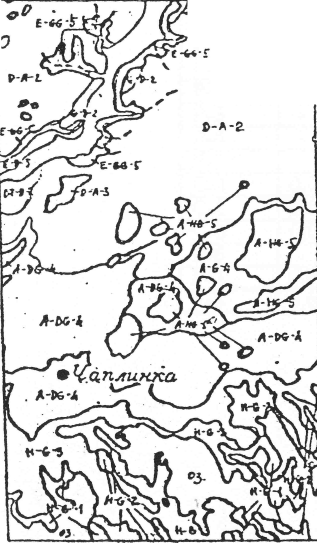 E-GG-5
E-GG-5
D-A-2
G-D-2
G-D-2
D-A-2
E-GG-5
E-D-5
E-GG-5
D-A-3
A-HG-5
A-HG-5
A-DG-4
A-G-4
A-DG-4
A-HG-5
A-DG-4
A-HG-5
A-DG-4
Чаплинка
A-DG-4
H-G-3
H-G-3
ОЗ.
H-G-1
H-G-2
H-G-1
ОЗ